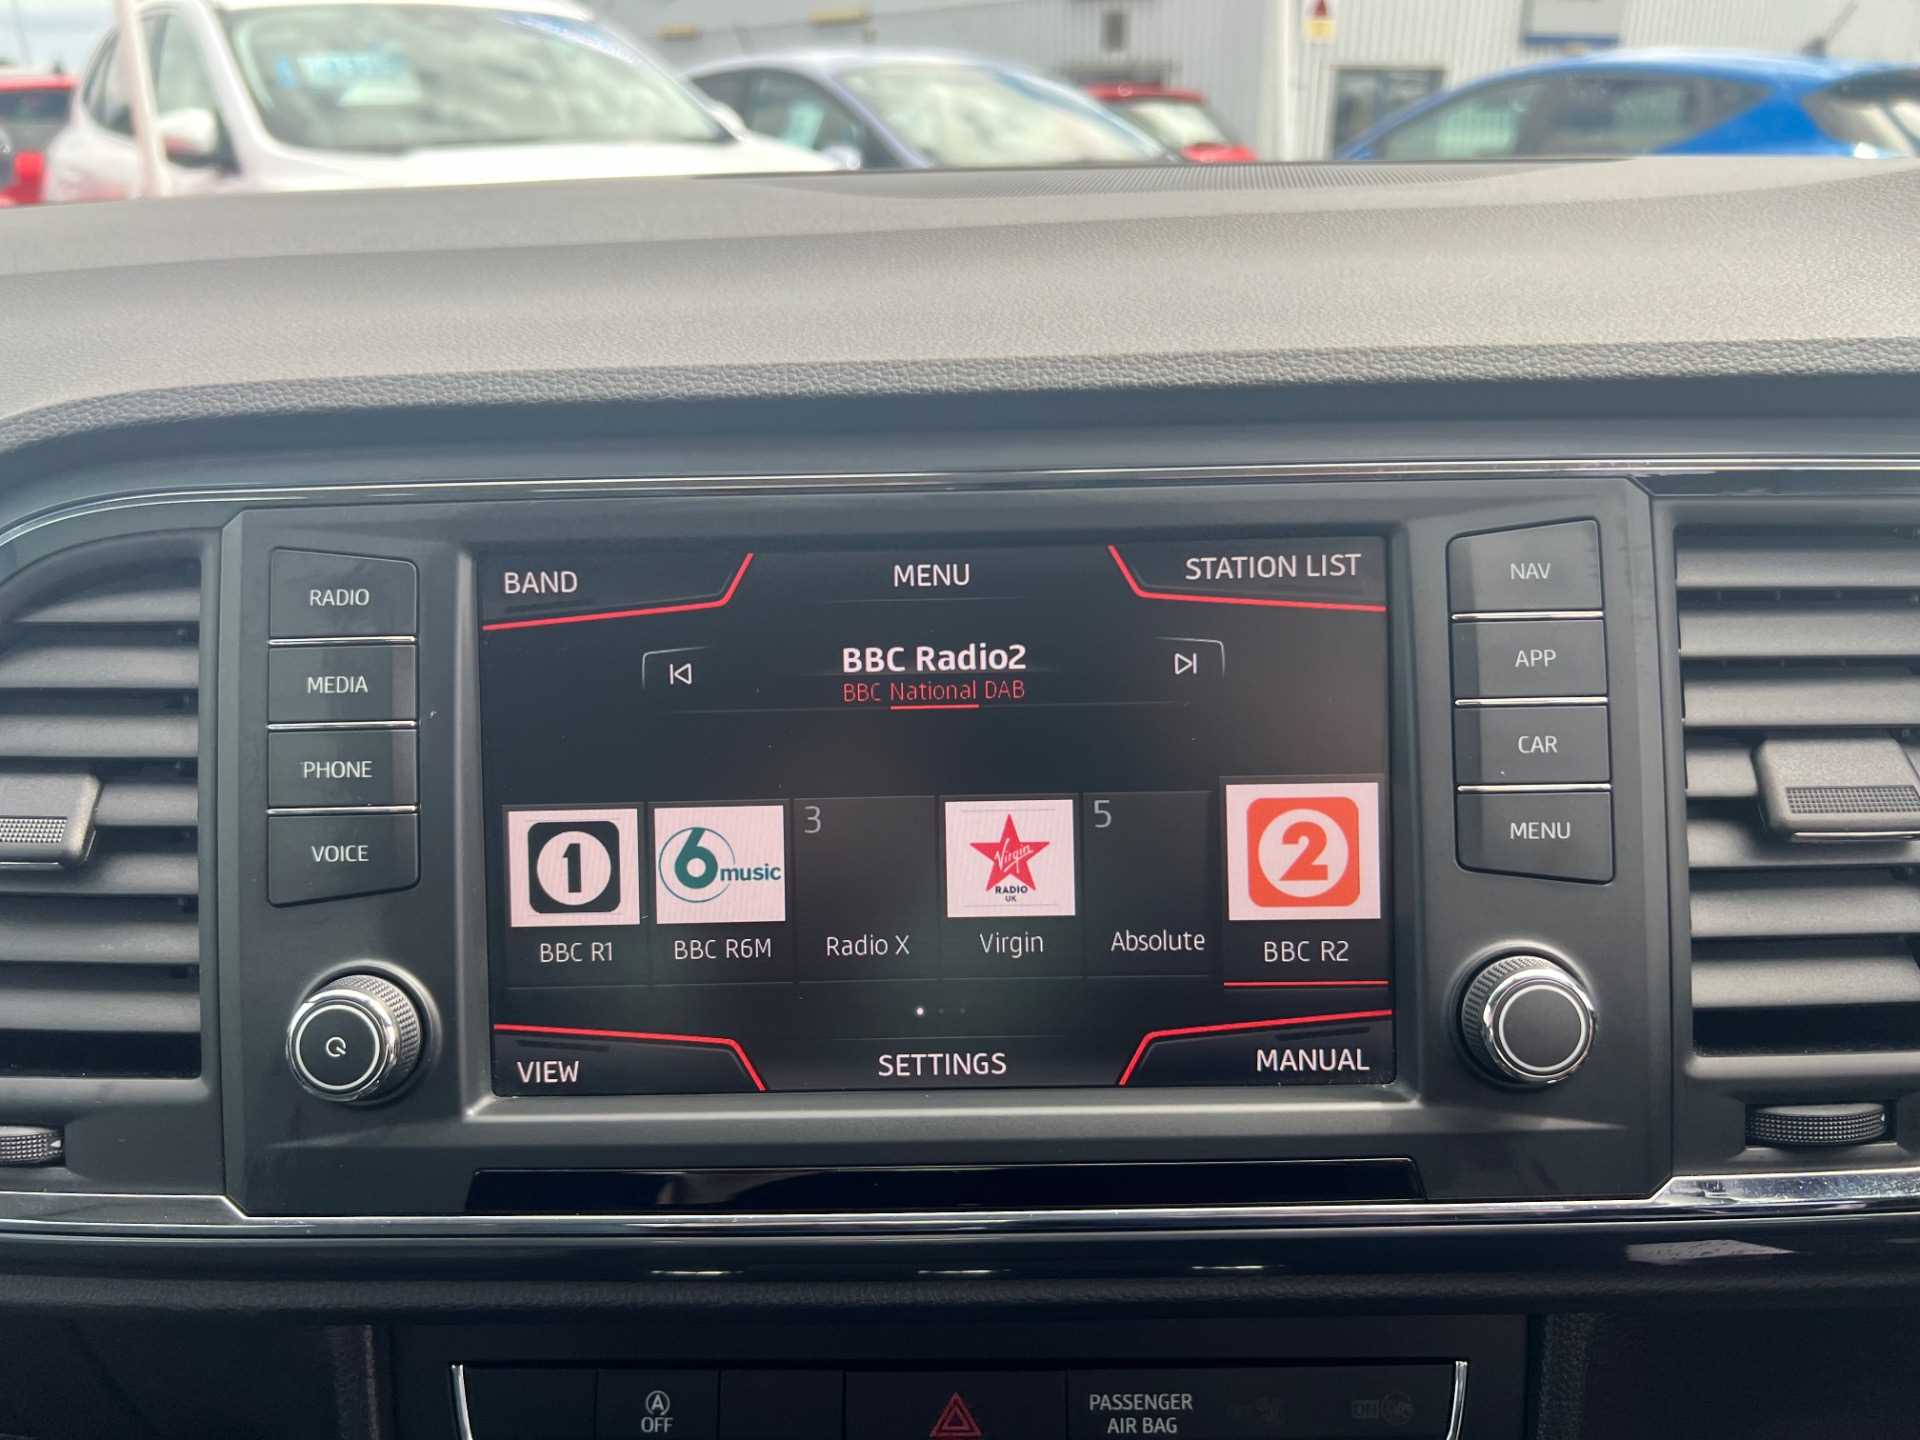 RADIO
MEDIA
PHONE
VOICE
BAND
MENU
STATION LIST
BBC Radio2
BBC National DAB
1
6 music
3
Virgin
RADIO
UK
5
2
BBC R1
BBC R6M
Radio X
Virgin
Absolute
BBC R2
VIEW
SETTINGS
MANUAL
NAV
APP
CAR
MENU
A
OFF
PASSENGER
AIR BAG